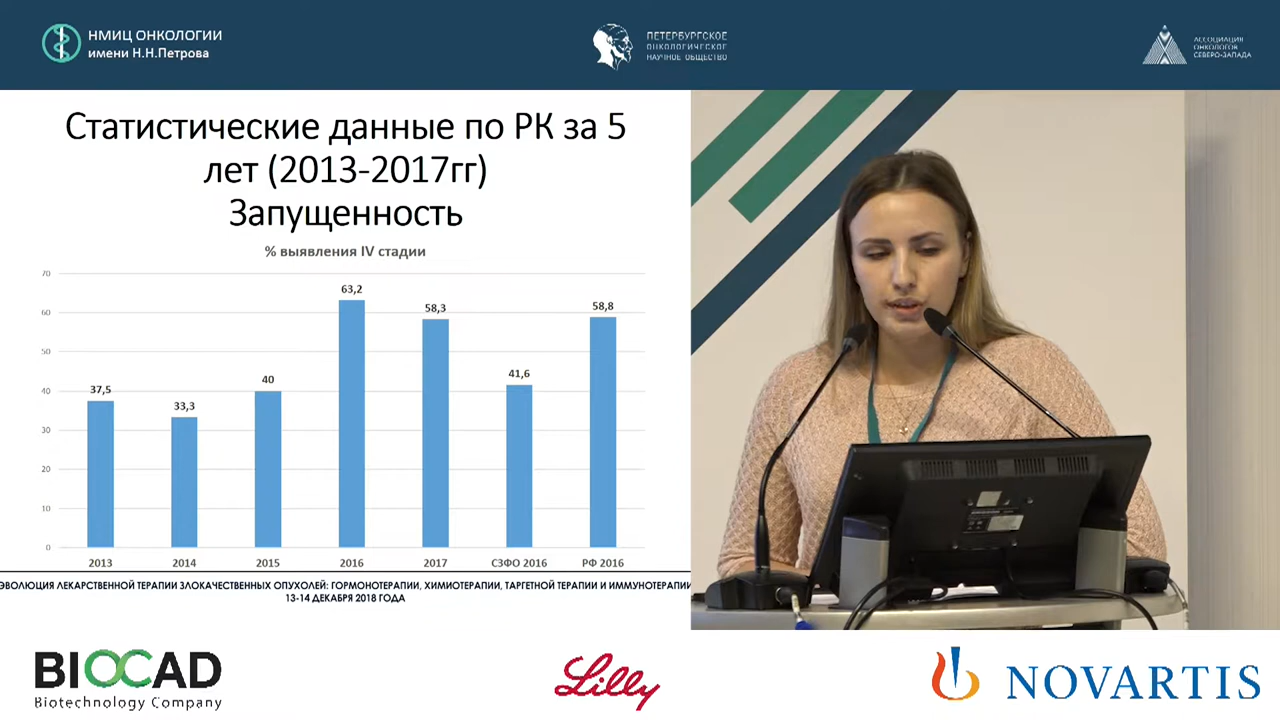 НМИЦ ОНКОЛОГИИ
имени Н.Н.Петрова
ПЕТЕРБУРГСКОЕ
ОНКОЛОГИЧЕСКОЕ
НАУЧНОЕ ОБЩЕСТВО
АССОЦИАЦИЯ
ОНКОЛОГОВ
СЕВЕРО-ЗАПАДА
Статистические данные по РК за 5
лет (2013-2017гг)
Запущенность
% выявления IV стадии
70
60
50
40
30
20
10
0
37,5
33,3
40
63,2
58,3
41,6
58,8
2013 2014 2015 2016 2017 СЗФО 2016 РФ 2016
ЭВОЛЮЦИЯ ЛЕКАРСТВЕННОЙ ТЕРАПИИ ЗЛОКАЧЕСТВЕННЫХ ОПУХОЛЕЙ: ГОРМОНОТЕРАПИИ, ХИМИОТЕРАПИИ, ТАРГЕТНОЙ ТЕРАПИИ И ИММУНОТЕРАПИИ
13-14 ДЕКАБРЯ 2018 ГОДА
BIOCAD
Biotechnology Company
Lilly
NOVARTIS